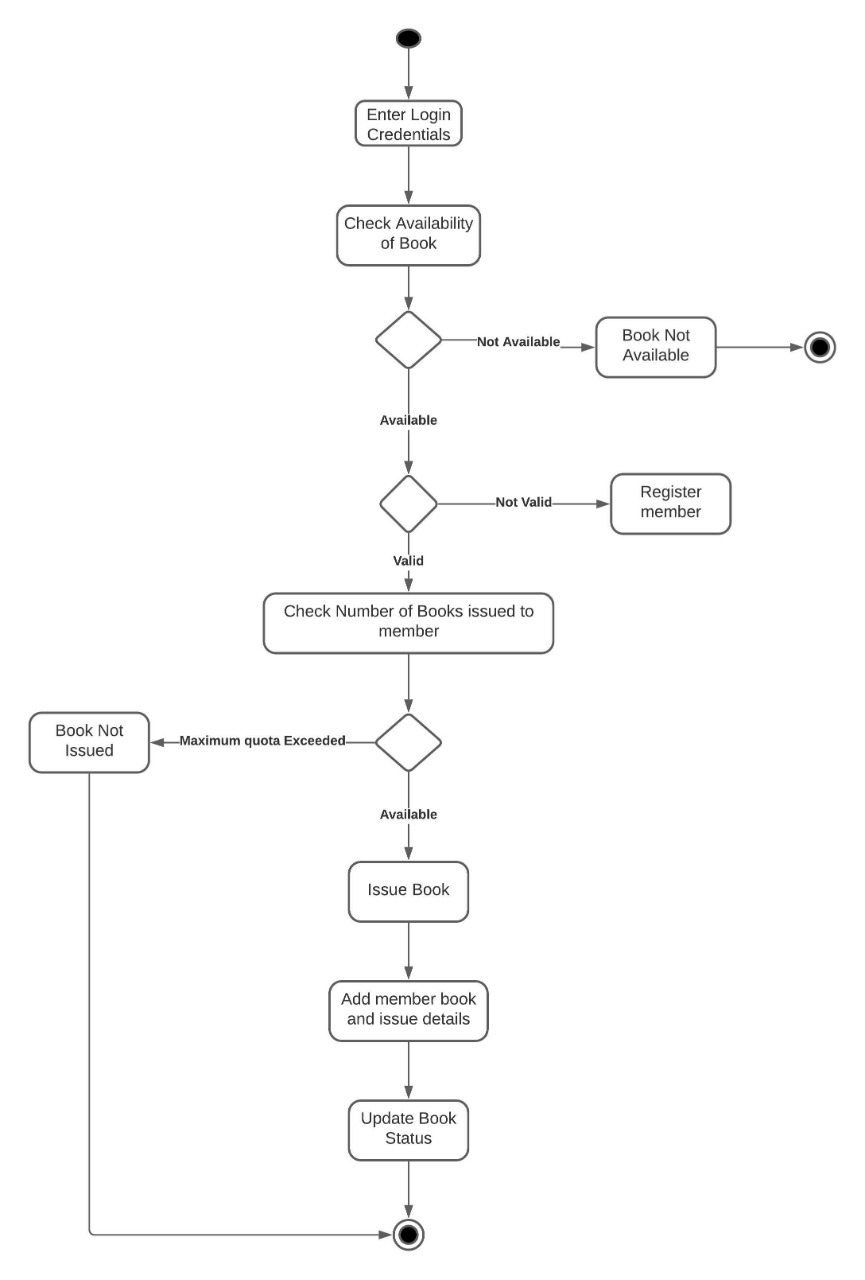 Enter Login
Credentials
Check Availability
of Book
Not Available
Book Not
Available
Available
Not Valid
Register
member
Valid
Check Number of Books issued to
member
Book Not
Issued
Maximum quota Exceeded
Available
Issue Book
Add member book
and issue details
Update Book
Status